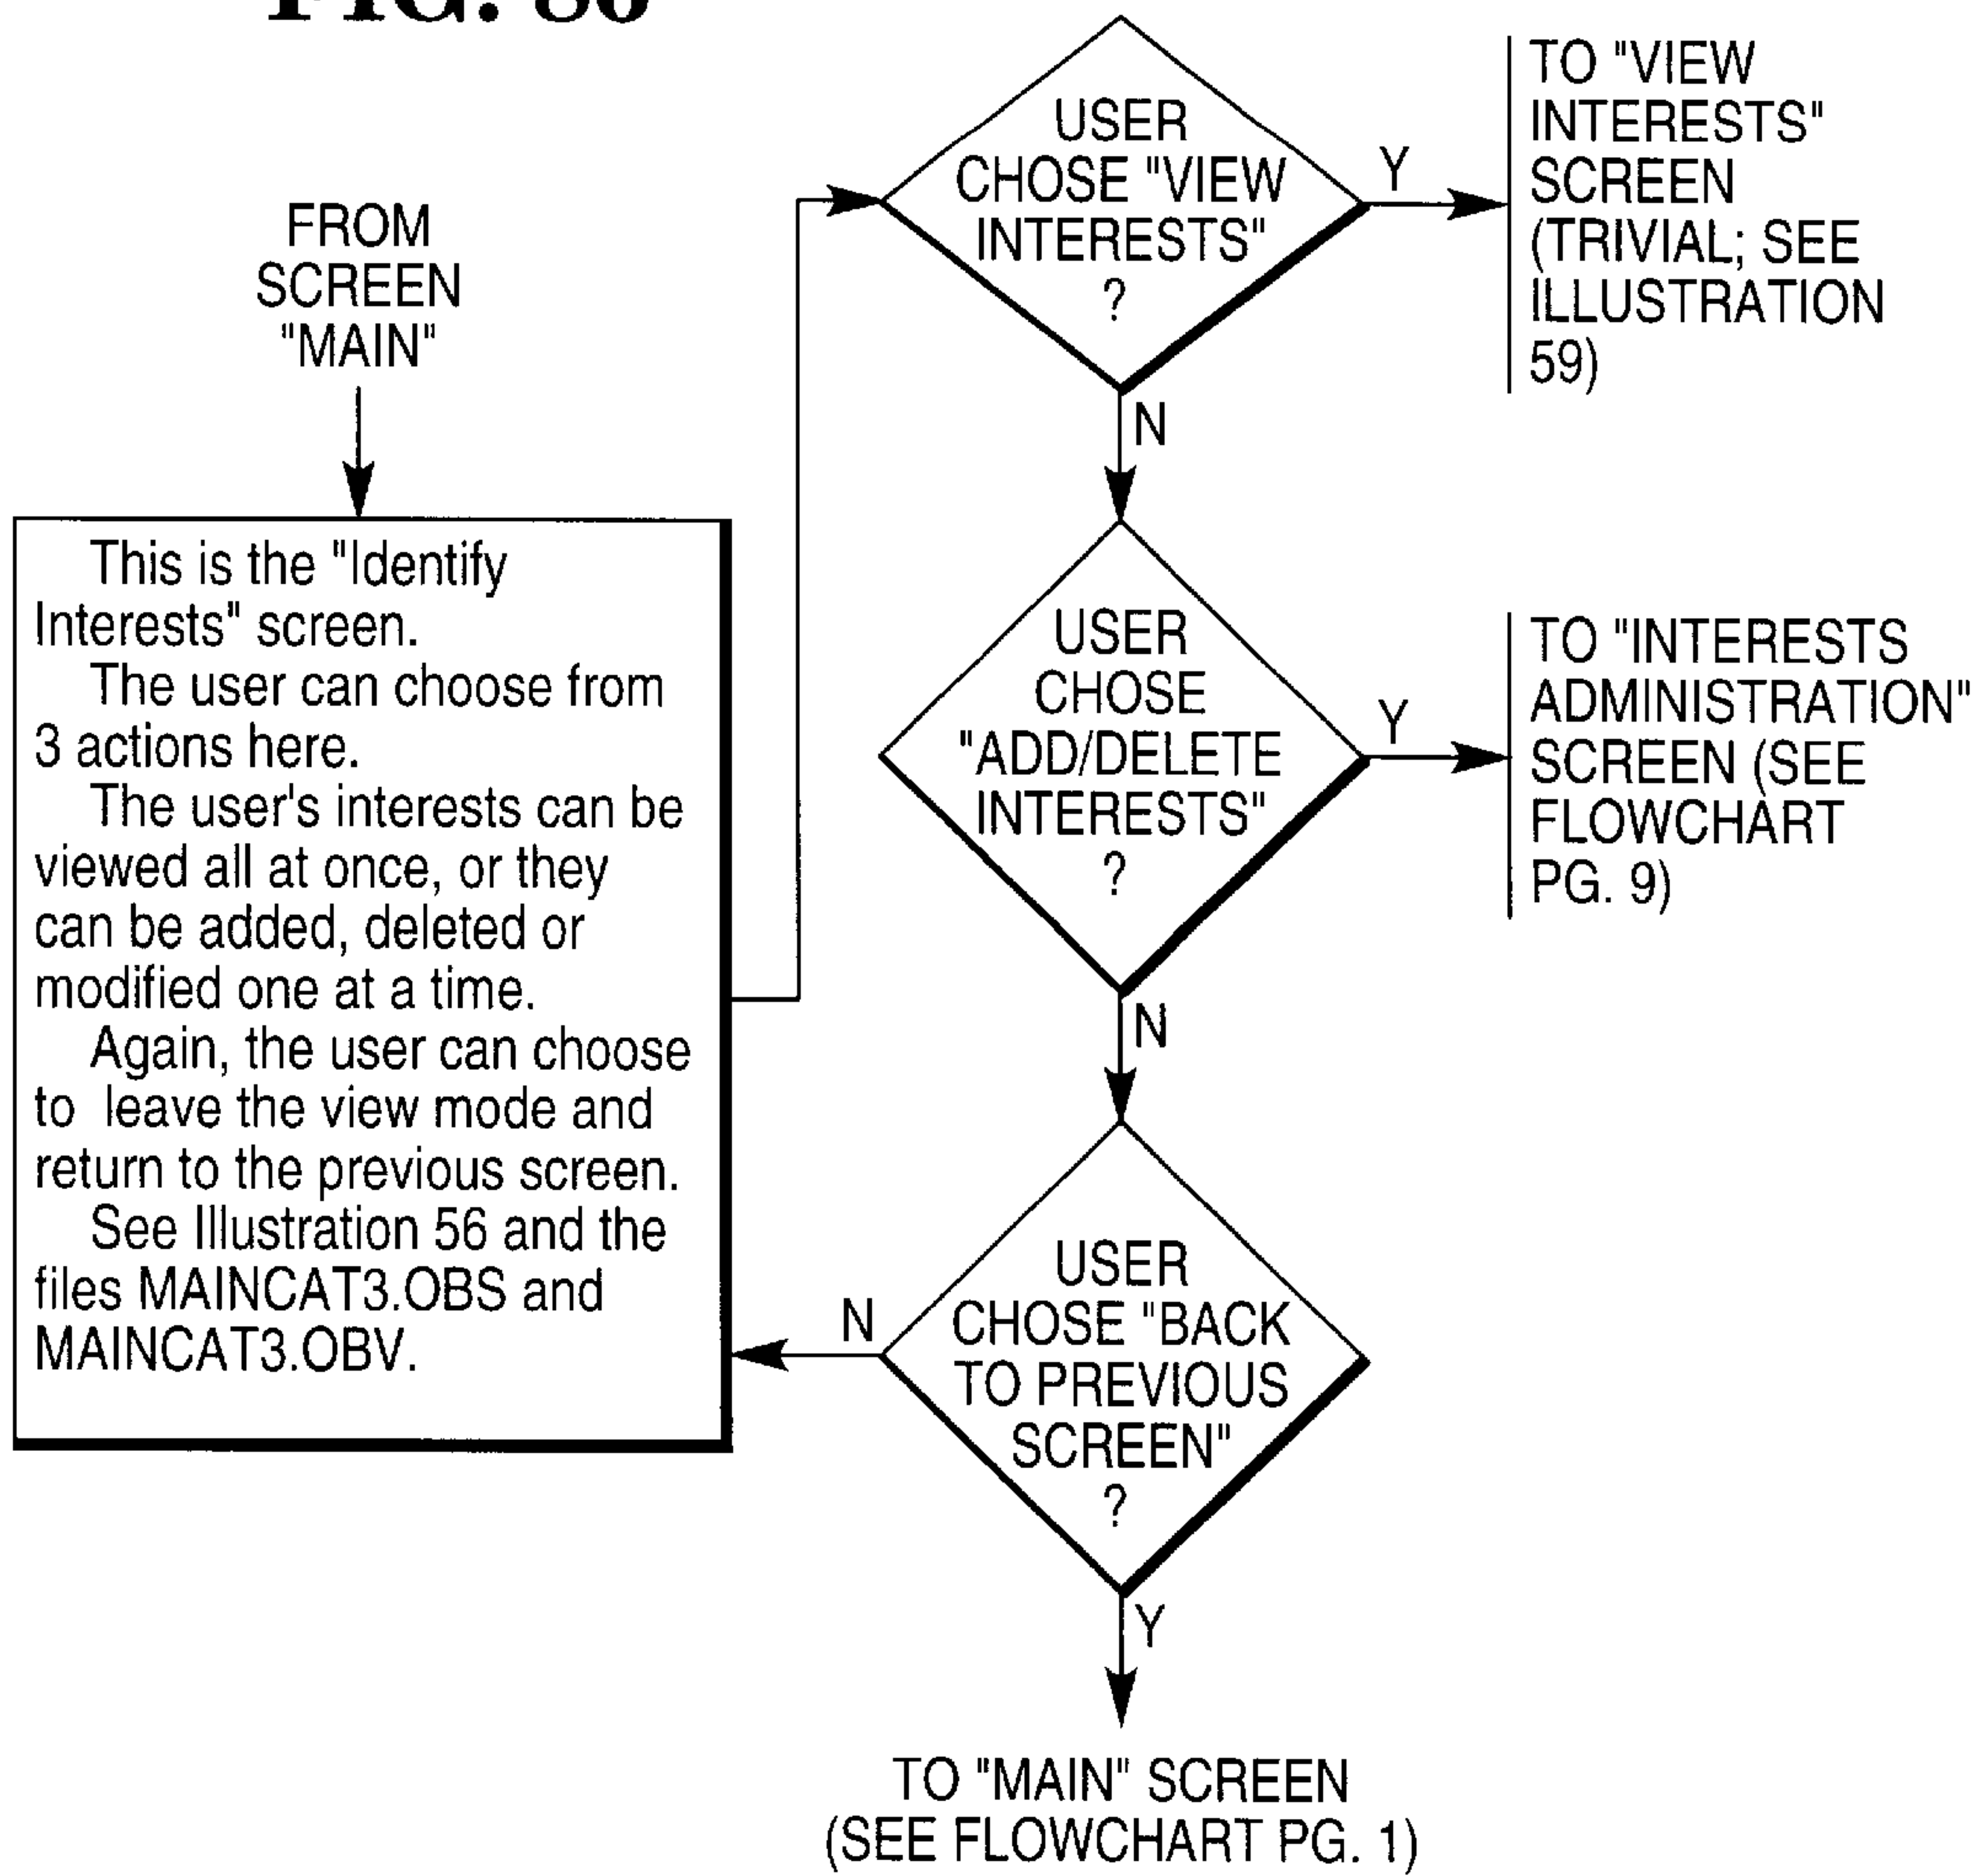 FIG.
FROM
SCREEN
"MAIN"
This is the "Identify
Interests" screen.
The user can choose from
3 actions here.
The user's interests can be
viewed all at once, or they
can be added, deleted or
modified one at a time.
Again, the user can choose
to leave the view mode and
return to the previous screen.
See Illustration 56 and the
files MAINCAT3.OBS and
MAINCAT3.OBV.
USER
CHOSE "VIEW
INTERESTS"
?
Y
TO "VIEW
INTERESTS"
SCREEN
(TRIVIAL; SEE
ILLUSTRATION
59)
N
USER
CHOSE
"ADD/DELETE
INTERESTS"
?
Y
TO "INTERESTS
ADMINISTRATION"
SCREEN (SEE
FLOWCHART
PG. 9)
N
USER
CHOSE "BACK
TO PREVIOUS
SCREEN"
?
N
Y
TO "MAIN" SCREEN
(SEE FLOWCHART PG. 1)